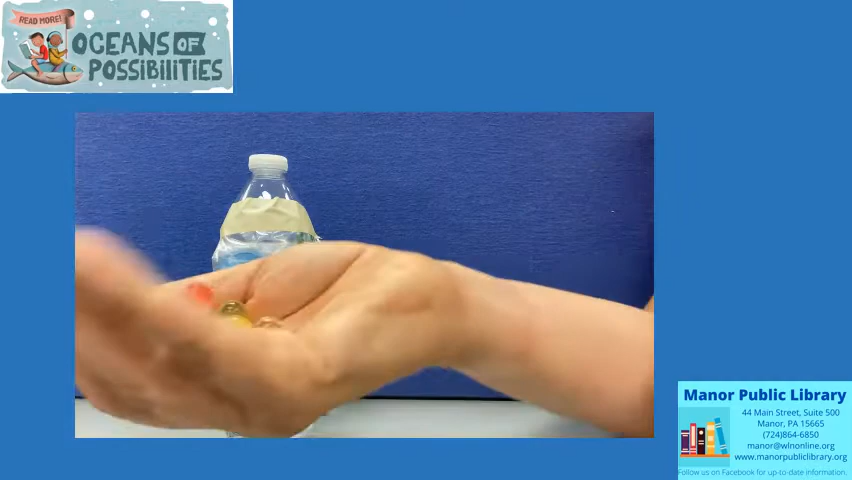 READ MORE!
OCEANS OF
POSSIBILITIES
Manor Public Library
44 Main Street, Suite 500
Manor, PA 15665
(724)864-6850
manor@wlnonline.org
www.manorpubliclibrary.org
Follow us on Facebook for up-to-date information.